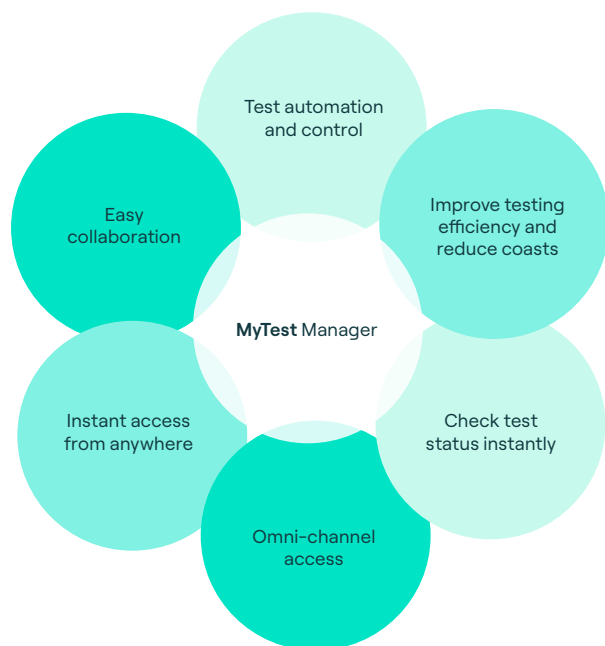 Test automation
and control
Easy
collaboration
Improve testing
efficiency and
reduce coasts
MyTest Manager
Instant access
from anywhere
Check test
status instantly
Omni-channel
access